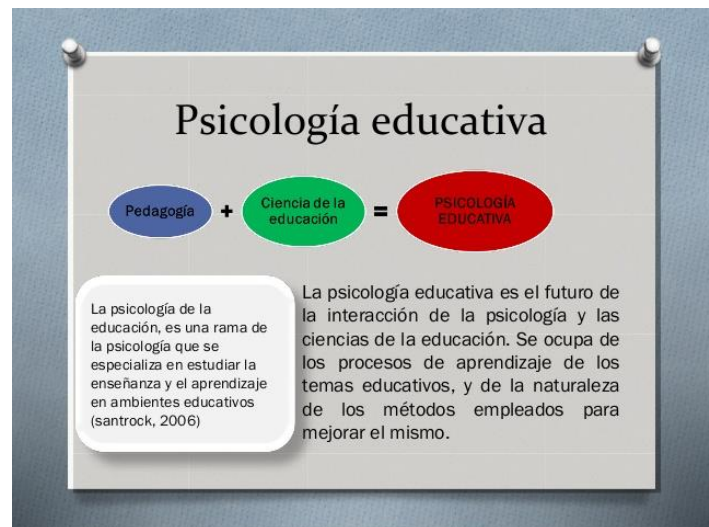 Psicología educativa
Pedagogía
+
Ciencia de la
educación
=
PSICOLOGÍA
EDUCATIVA
La psicología de la
educación, es una rama de
la psicología que se
especializa en estudiar la
enseñanza y el aprendizaje
en ambientes educativos
(santrock, 2006)
La psicología educativa es el futuro de
la interacción de la psicología y las
ciencias de la educación. Se ocupa de
los procesos de aprendizaje de los
temas educativos, y de la naturaleza
de los métodos empleados para
mejorar el mismo.